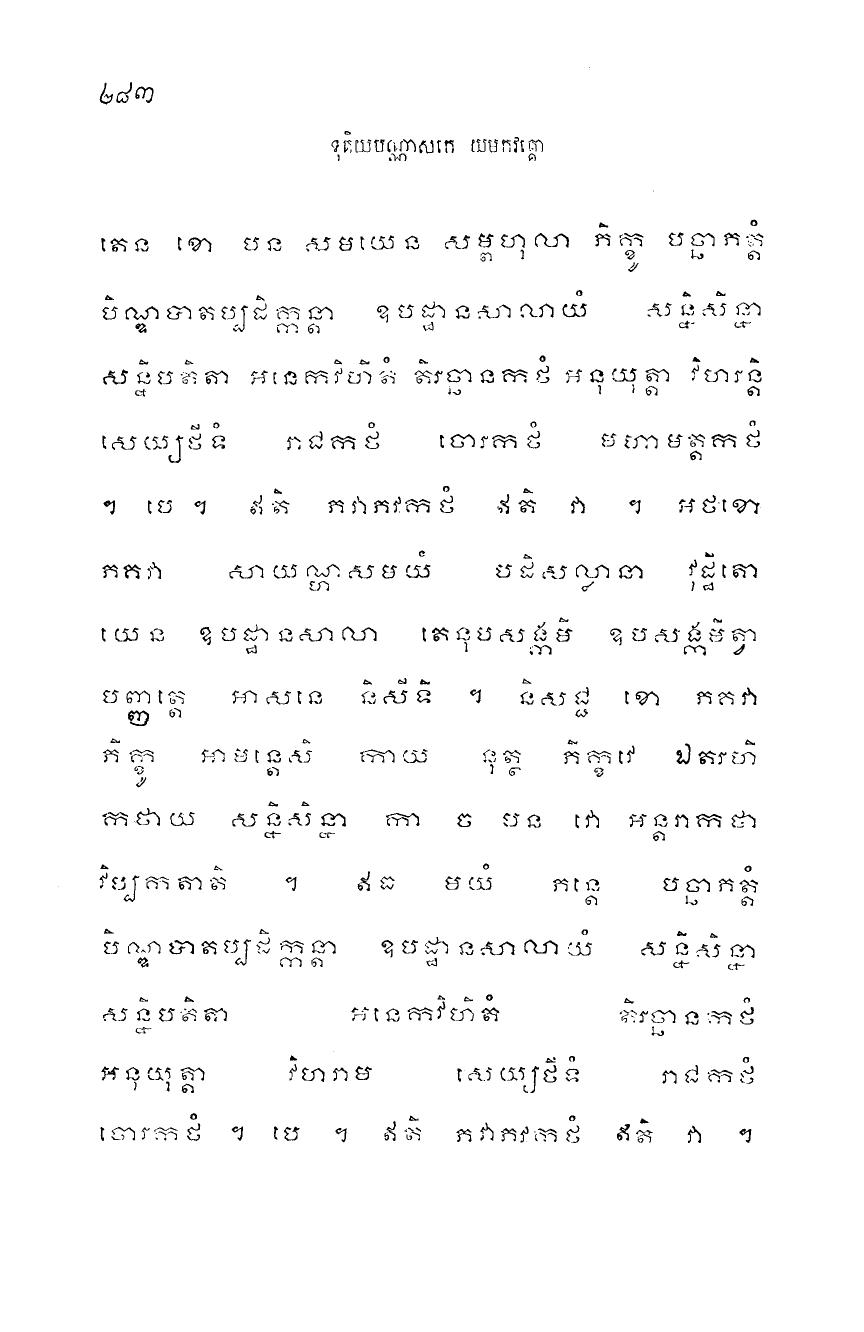 ២៨៣
ទុតិយបណ្ណាសកេ យមកវគ្គោ
តេន ខោ បន សមយេន សម្ពហុលា ភិក្ខូ បច្ឆាភត្តំ
បិណ្ឌបាតប្បដិក្កន្តា ឧបដ្ឋានសាលាយំ សន្និសិន្នា
សន្និបតិតា អនេកវិហិតំ តិរច្ឆានកថំ អនុយុត្តា វិហរន្តិ
សេយ្យថីទំ រាជកថំ ចោរកថំ មហាមត្តកថំ
។ បេ ។ ឥតិ ភវាភវកថំ ឥតិ វា ។ អថខោ
ភគវា សាយណ្ហសមយំ បដិសល្លានា វុដ្ឋិតោ
យេន ឧបដ្ឋានសាលា តេនុបសង្កមិ ឧបសង្កមិត្វា
បញ្ញត្តេ អាសនេ និសីទិ ។ និសជ្ជ ខោ ភគវា
ភិក្ខូ អាមន្តេសិ កាយ នុត្ថ ភិក្ខវេ ឯតរហិ
កថាយ សន្និសិន្នា កា ច បន វោ អន្តរាកថា
វិប្បកតាតិ ។ ឥធ មយំ ភន្តេ បច្ឆាភត្តំ
បិណ្ឌបាតប្បដិក្កន្តា ឧបដ្ឋានសាលាយំ សន្និសិន្នា
សន្និបតិតា អនេកវិហិតំ តិរច្ឆានកថំ
អនុយុត្តា វិហរាម សេយ្យថីទំ រាជកថំ
ចោរកថំ ។ បេ ។ ឥតិ ភវាភវកថំ ឥតិ វា ។